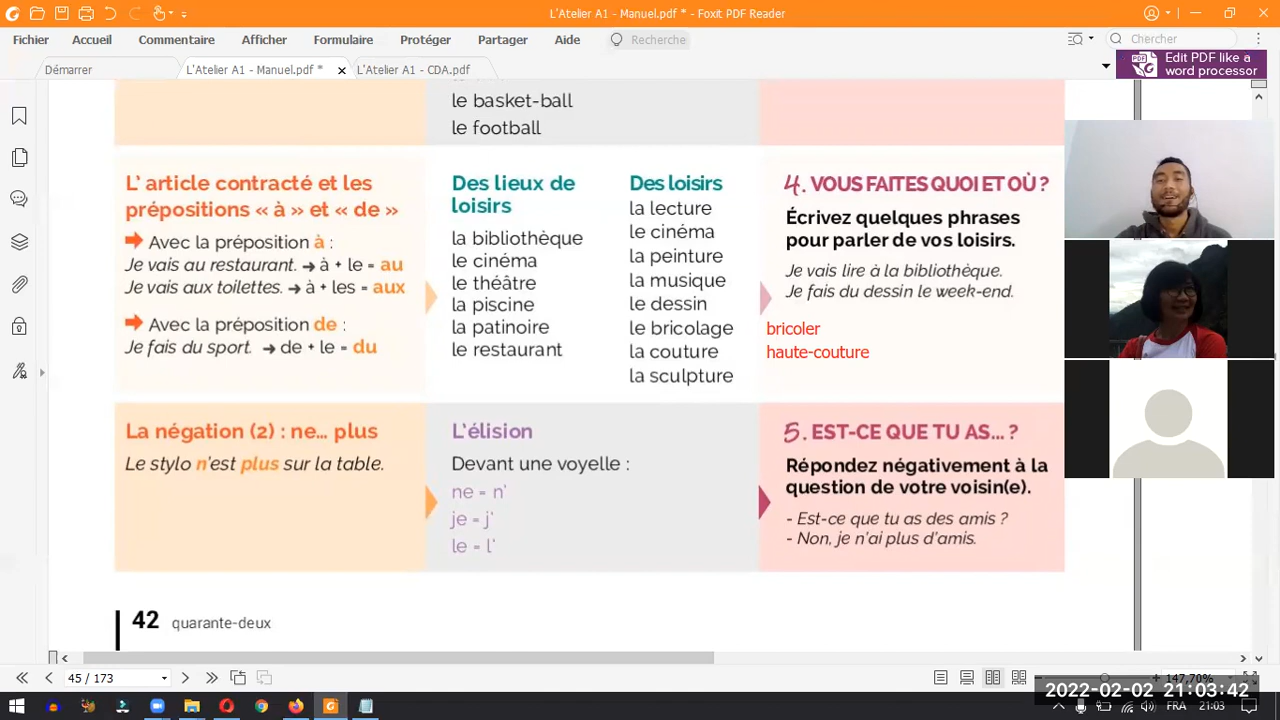 L'Atelier A1 - Manuel.pdf * - Foxit PDF Reader
Fichier Accueil Commentaire Afficher Formulaire Protéger Partager Aide Recherche Chercher
Démarrer L'Atelier A1 - Manuel.pdf * L'Atelier A1 - CDA.pdf
Edit PDF like a
word processor
le basket-ball
le football
L' article contracté et les
prépositions « à » et « de »
Avec la préposition à :
Je vais au restaurant. → à + le = au
Je vais aux toilettes. → à + les = aux
Avec la préposition de :
Je fais du sport. → de + le = du
Des lieux de
loisirs
la bibliothèque
le cinéma
le théâtre
la piscine
la patinoire
le restaurant
Des loisirs
la lecture
le cinéma
la peinture
la musique
le dessin
le bricolage
la couture
la sculpture
4. VOUS FAITES QUOI ET OÙ ?
Écrivez quelques phrases
pour parler de vos loisirs.
Je vais lire à la bibliothèque.
Je fais du dessin le week-end.
bricoler
haute-couture
La négation (2) : ne... plus
Le stylo n'est plus sur la table.
L'élision
Devant une voyelle :
ne = n'
je = j'
le = l'
5. EST-CE QUE TU AS... ?
Répondez négativement à la
question de votre voisin(e).
- Est-ce que tu as des amis ?
- Non, je n'ai plus d'amis.
42 quarante-deux
45 / 173
147,70%
2022-02-02 21:03:42
FRA 21:03